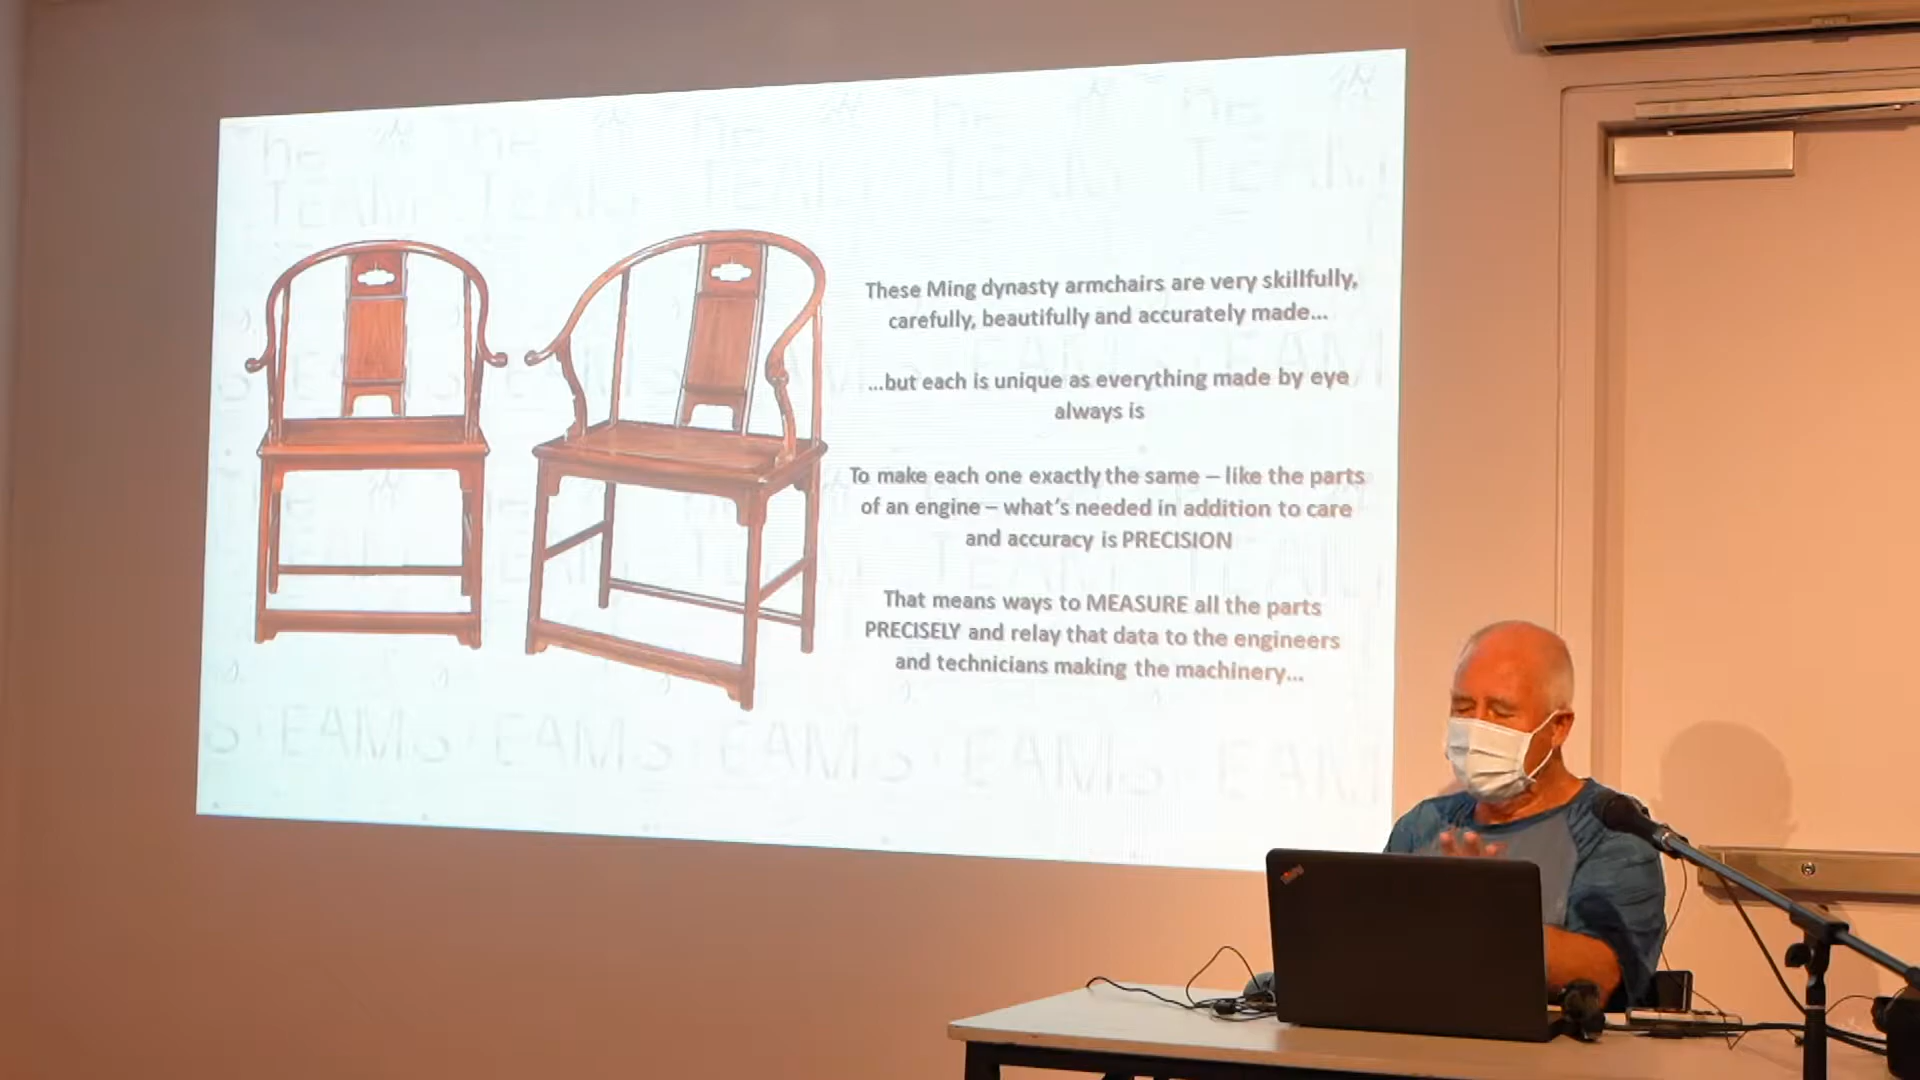 These Ming dynasty armchairs are very skillfully,
carefully, beautifully and accurately made...
...but each is unique as everything made by eye
always is
To make each one exactly the same – like the parts
of an engine – what's needed in addition to care
and accuracy is PRECISION
That means ways to MEASURE all the parts
PRECISELY and relay that data to the engineers
and technicians making the machinery...